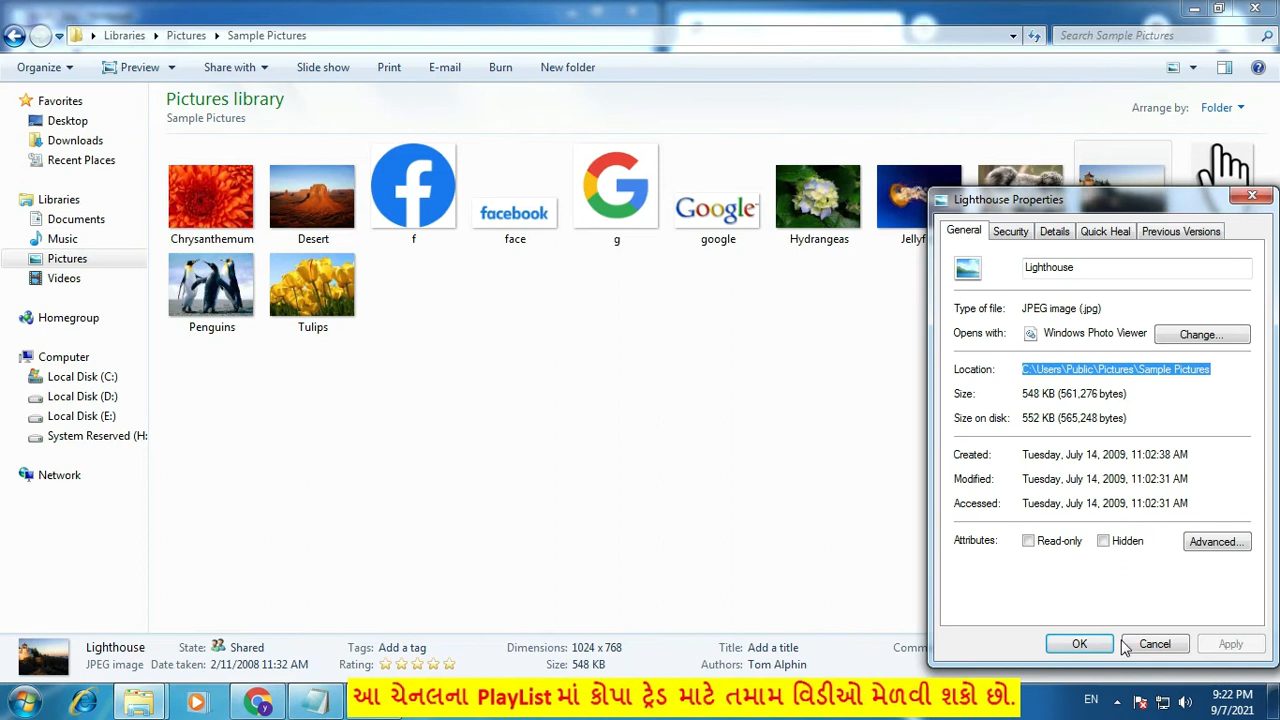 Libraries
Pictures
Sample Pictures
Search Sample Pictures
Organize
Preview
Share with
Slide show
Print
E-mail
Burn
New folder
Favorites
Desktop
Downloads
Recent Places
Libraries
Documents
Music
Pictures
Videos
Homegroup
Computer
Local Disk (C:)
Local Disk (D:)
Local Disk (E:)
System Reserved (H:
Network
Pictures library
Sample Pictures
Arrange by: Folder
facebook
G
Google
Chrysanthemum
Desert
f
face
g
google
Hydrangeas
Jellyf
Penguins
Tulips
Lighthouse Properties
General
Security
Details
Quick Heal
Previous Versions
Lighthouse
Type of file: JPEG image (.jpg)
Opens with: Windows Photo Viewer
Change...
Location: C:\Users\Public\Pictures\Sample Pictures
Size: 548 KB (561,276 bytes)
Size on disk: 552 KB (565,248 bytes)
Created: Tuesday, July 14, 2009, 11:02:38 AM
Modified: Tuesday, July 14, 2009, 11:02:31 AM
Accessed: Tuesday, July 14, 2009, 11:02:31 AM
Attributes: Read-only Hidden
Advanced...
OK
Cancel
Apply
Lighthouse
JPEG image
State: Shared
Date taken: 2/11/2008 11:32 AM
Tags: Add a tag
Rating:
Dimensions: 1024 x 768
Size: 548 KB
Title: Add a title
Authors: Tom Alphin
Comm
આ ચેનલના PlayList માં કોપા ટ્રેડ માટે તમામ વિડીઓ મેળવી શકો છો.
EN
9:22 PM
9/7/2021